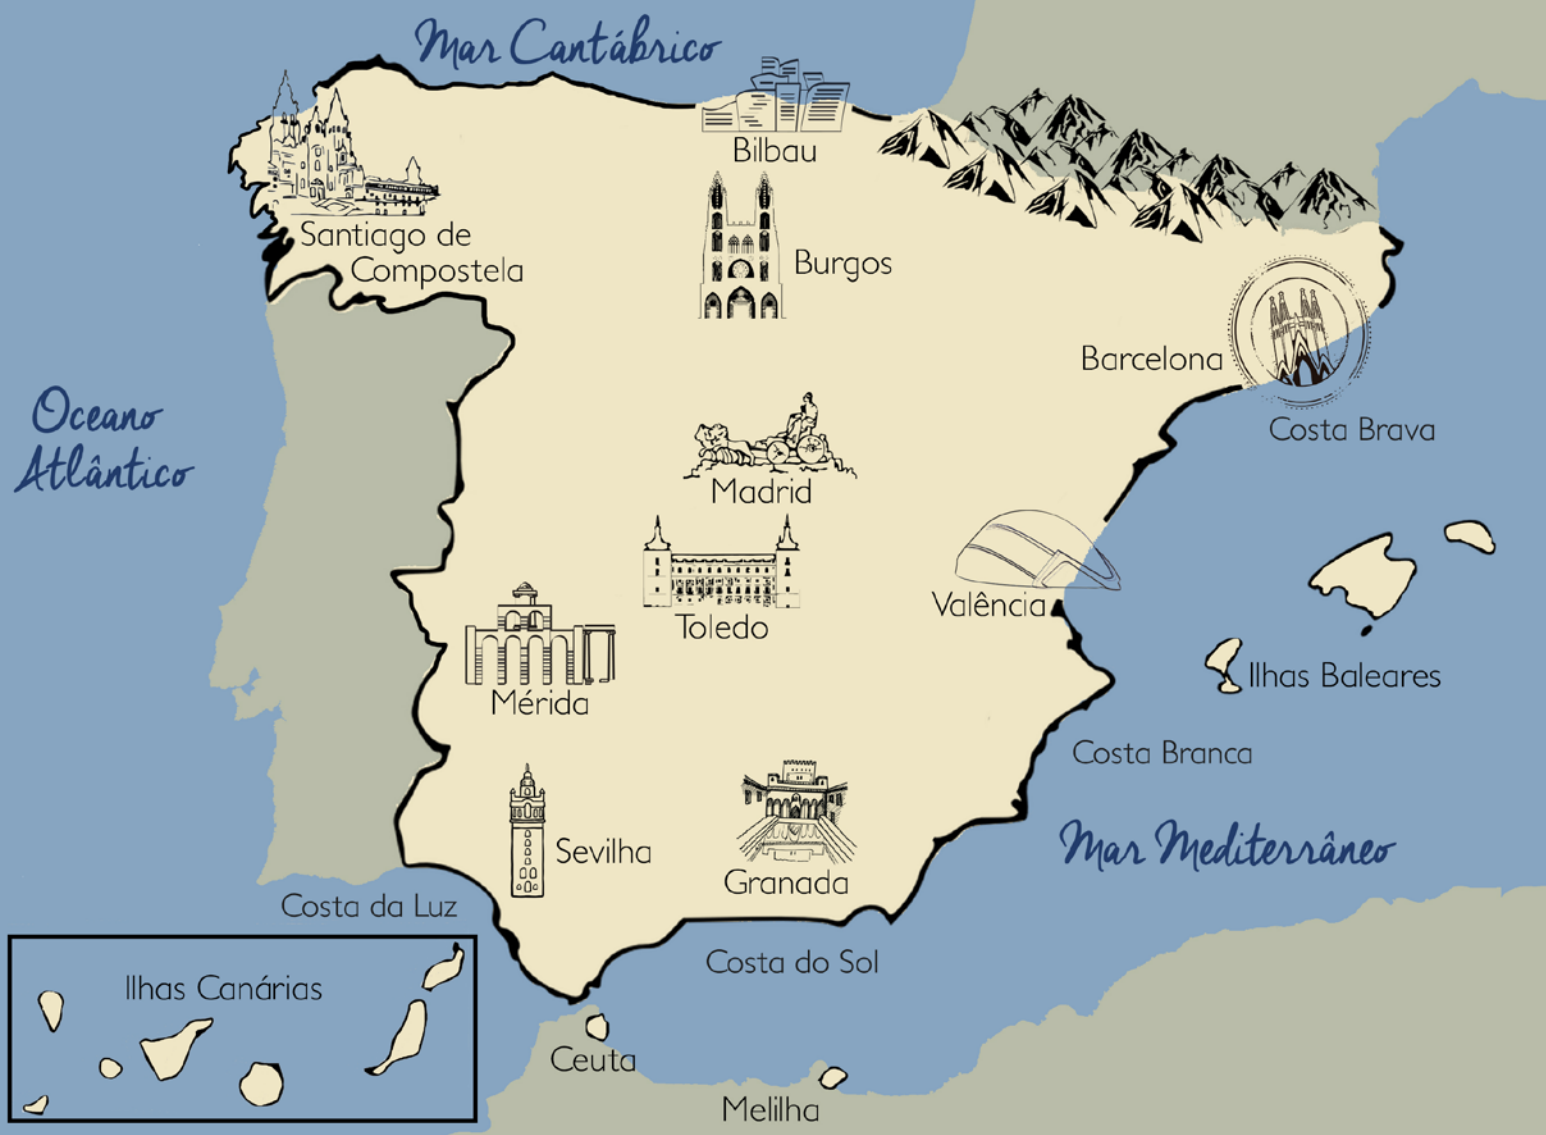 Mar Cantábrico
Bilbau
Santiago de
Compostela
Burgos
Barcelona
Oceano
Atlântico
Costa Brava
Madrid
Valência
Toledo
Ilhas Baleares
Mérida
Costa Branca
Mar Mediterrâneo
Sevilha
Granada
Costa da Luz
Costa do Sol
Ilhas Canárias
Ceuta
Melilha